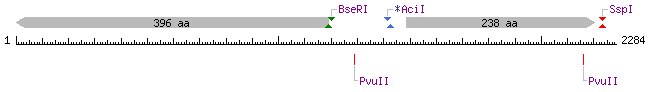 BseRI *AciI SspI
396 aa 238 aa
1 2284
PvuII PvuII